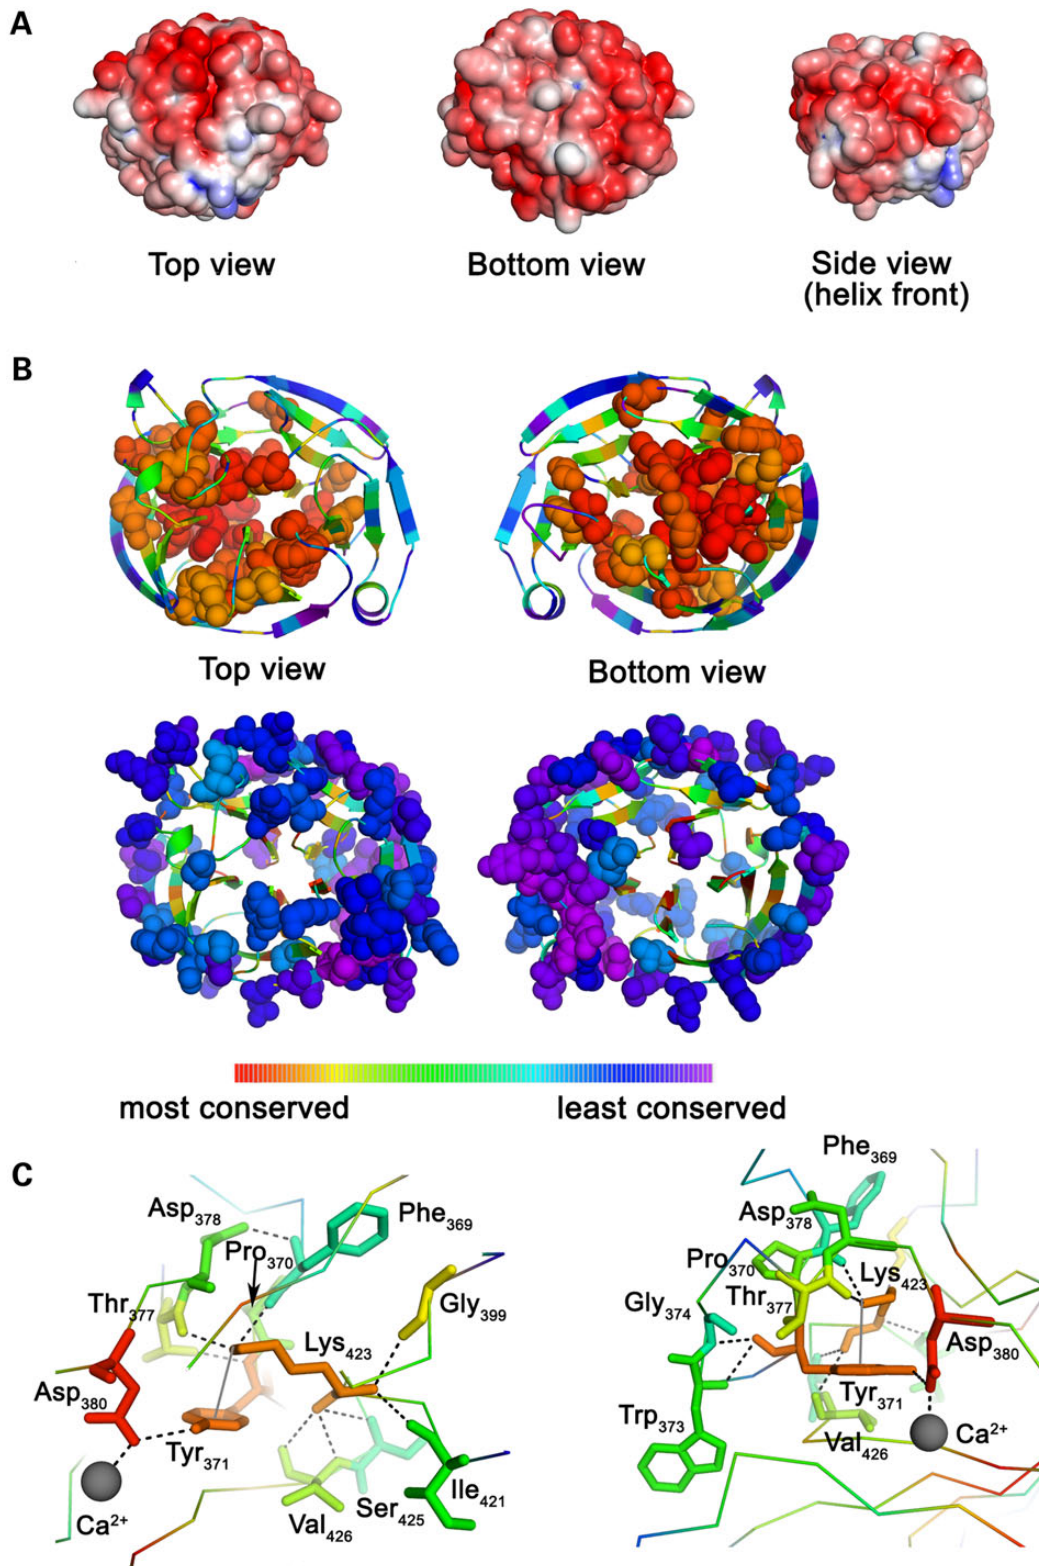 A
Top view
Bottom view
Side view
(helix front)
B
Top view
Bottom view
most conserved
least conserved
C
Asp378
Phe369
Pro370
Thr377
Gly399
Lys423
Asp380
Tyr371
Ca2+
Val426
Ser425
Ile421
Phe369
Asp378
Pro370
Lys423
Gly374
Thr377
Asp380
Trp373
Tyr371
Val426
Ca2+